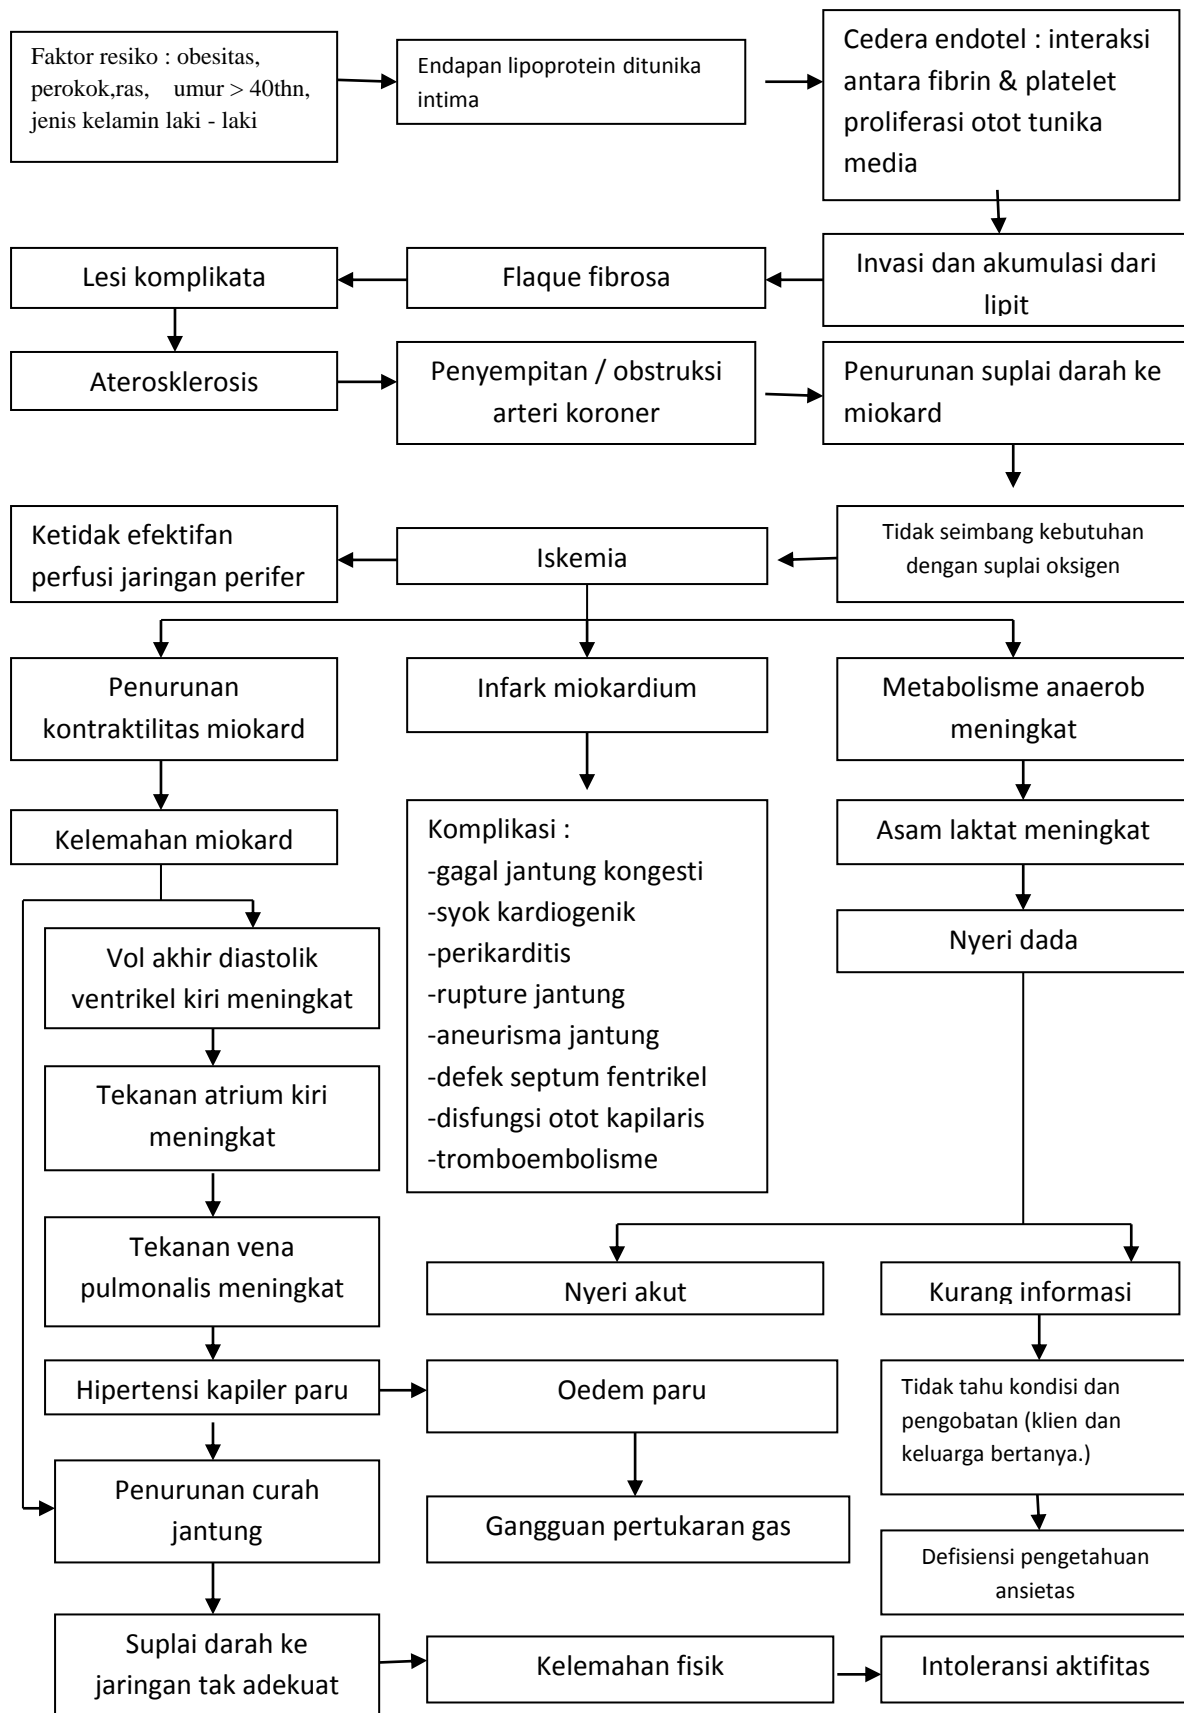 Faktor resiko : obesitas,
perokok,ras, umur > 40thn,
jenis kelamin laki - laki
Endapan lipoprotein ditunika
intima
Cedera endotel : interaksi
antara fibrin & platelet
proliferasi otot tunika
media
Lesi komplikata
Flaque fibrosa
Invasi dan akumulasi dari
lipit
Aterosklerosis
Penyempitan / obstruksi
arteri koroner
Penurunan suplai darah ke
miokard
Ketidak efektifan
perfusi jaringan perifer
Iskemia
Tidak seimbang kebutuhan
dengan suplai oksigen
Penurunan
kontraktilitas miokard
Infark miokardium
Metabolisme anaerob
meningkat
Kelemahan miokard
Komplikasi :
-gagal jantung kongesti
-syok kardiogenik
-perikarditis
-rupture jantung
-aneurisma jantung
-defek septum fentrikel
-disfungsi otot kapilaris
-tromboembolisme
Asam laktat meningkat
Nyeri dada
Vol akhir diastolik
ventrikel kiri meningkat
Tekanan atrium kiri
meningkat
Tekanan vena
pulmonalis meningkat
Nyeri akut
Kurang informasi
Hipertensi kapiler paru
Oedem paru
Tidak tahu kondisi dan
pengobatan (klien dan
keluarga bertanya.)
Penurunan curah
jantung
Gangguan pertukaran gas
Defisiensi pengetahuan
ansietas
Suplai darah ke
jaringan tak adekuat
Kelemahan fisik
Intoleransi aktifitas